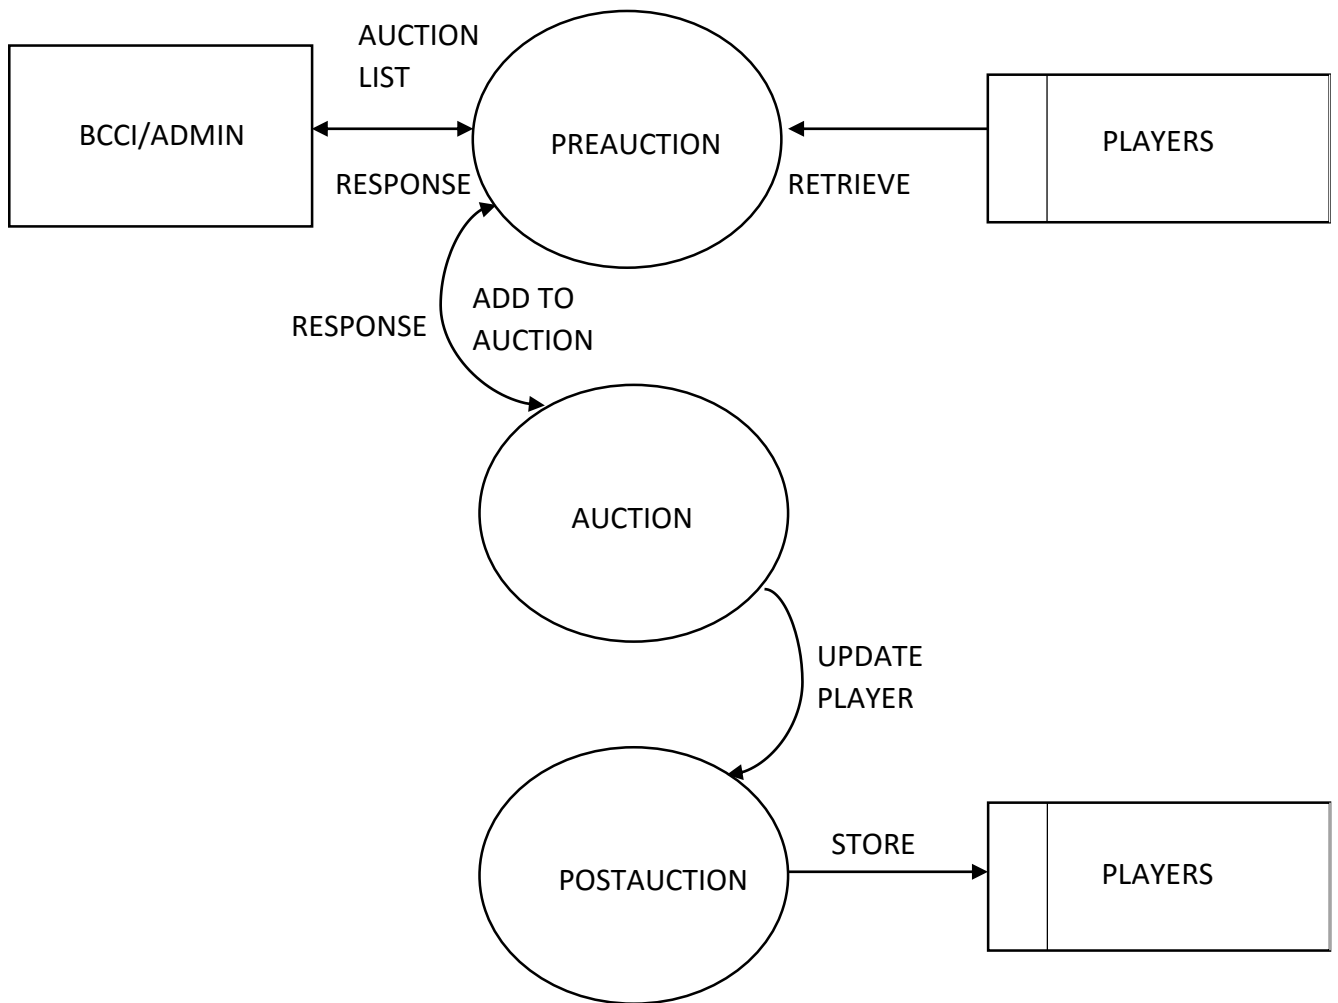 AUCTION
LIST
BCCI/ADMIN
PREAUCTION
PLAYERS
RESPONSE
RETRIEVE
ADD TO
AUCTION
RESPONSE
AUCTION
UPDATE
PLAYER
STORE
POSTAUCTION
PLAYERS